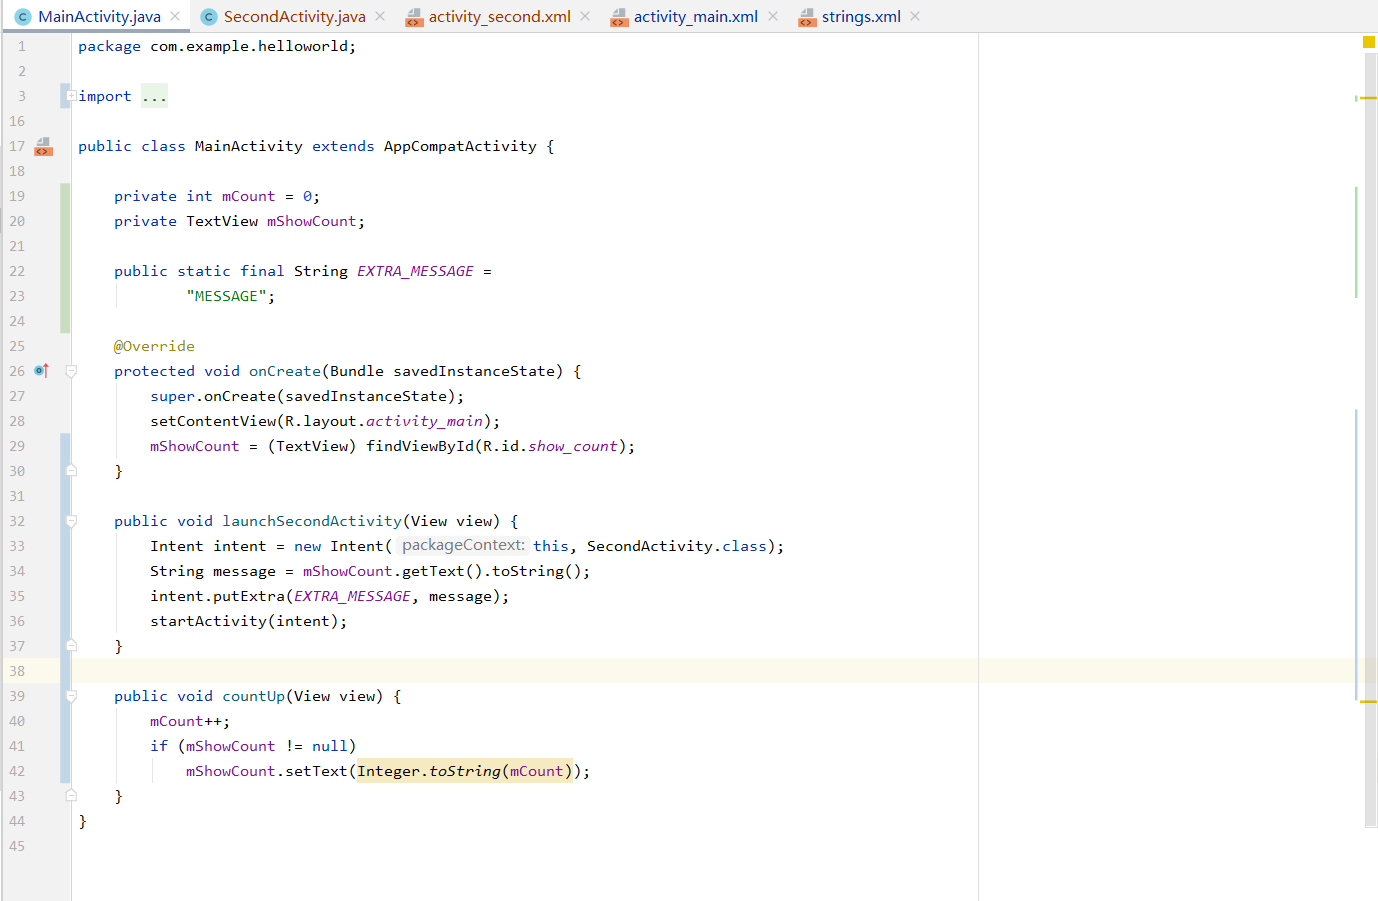 MainActivity.java SecondActivity.java activity_second.xml activity_main.xml strings.xml
1 package com.example.helloworld;
2
3 import ...
16
17 public class MainActivity extends AppCompatActivity {
18
19     private int mCount = 0;
20     private TextView mShowCount;
21
22     public static final String EXTRA_MESSAGE =
23             "MESSAGE";
24
25     @Override
26     protected void onCreate(Bundle savedInstanceState) {
27         super.onCreate(savedInstanceState);
28         setContentView(R.layout.activity_main);
29         mShowCount = (TextView) findViewById(R.id.show_count);
30     }
31
32     public void launchSecondActivity(View view) {
33         Intent intent = new Intent( packageContext: this, SecondActivity.class);
34         String message = mShowCount.getText().toString();
35         intent.putExtra(EXTRA_MESSAGE, message);
36         startActivity(intent);
37     }
38
39     public void countUp(View view) {
40         mCount++;
41         if (mShowCount != null)
42             mShowCount.setText(Integer.toString(mCount));
43     }
44 }
45